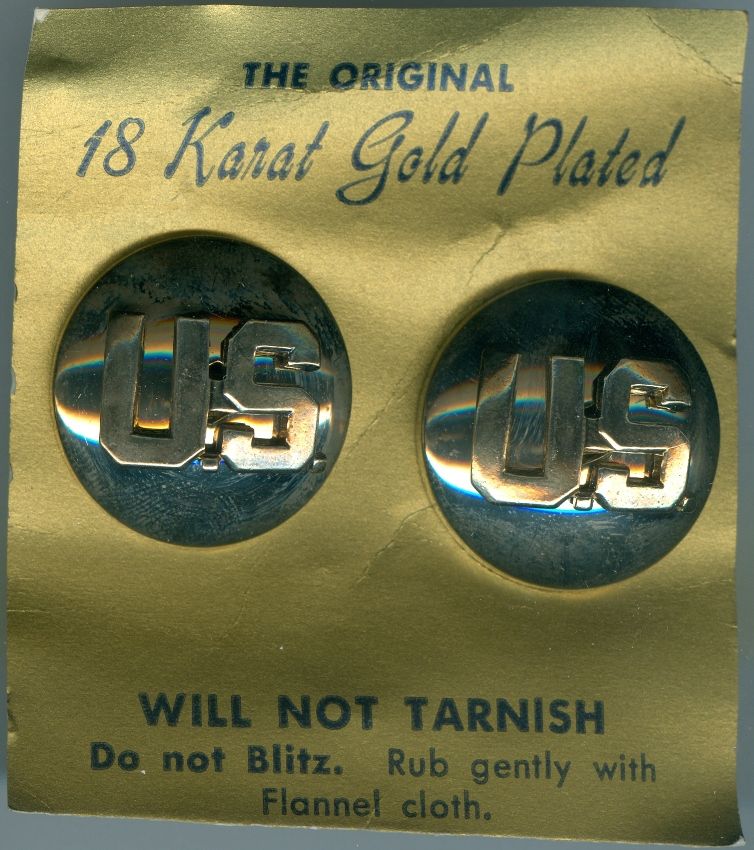 THE ORIGINAL
18 Karat Gold Plated
U.S.
U.S.
WILL NOT TARNISH
Do not Blitz. Rub gently with
Flannel cloth.